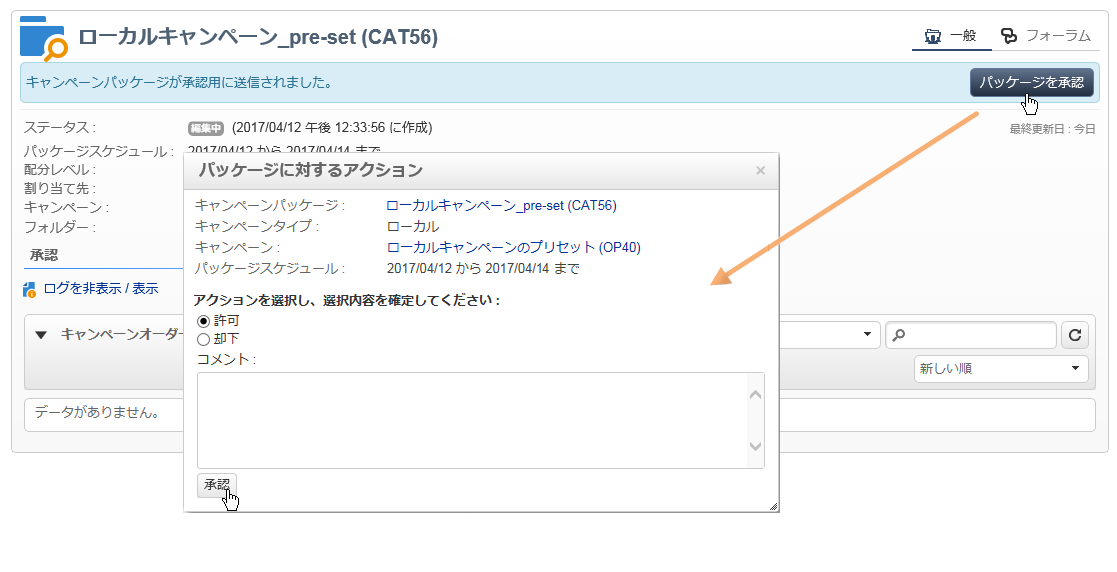 ローカルキャンペーン_pre-set (CAT56)
一般 フォーラム
キャンペーンパッケージが承認用に送信されました。 パッケージを承認
ステータス : 編集中 (2017/04/12 午後 12:33:56 に作成) 最終更新日 : 今日
パッケージスケジュール : 2017/04/12 から 2017/04/14 まで
配分レベル :
割り当て先 :
キャンペーン :
フォルダー :
承認
ログを非表示 / 表示
キャンペーンオーダー
新しい順
データがありません。
パッケージに対するアクション ×
キャンペーンパッケージ : ローカルキャンペーン_pre-set (CAT56)
キャンペーンタイプ : ローカル
キャンペーン : ローカルキャンペーンのプリセット (OP40)
パッケージスケジュール : 2017/04/12 から 2017/04/14 まで
アクションを選択し、選択内容を確定してください :
許可
却下
コメント :
承認